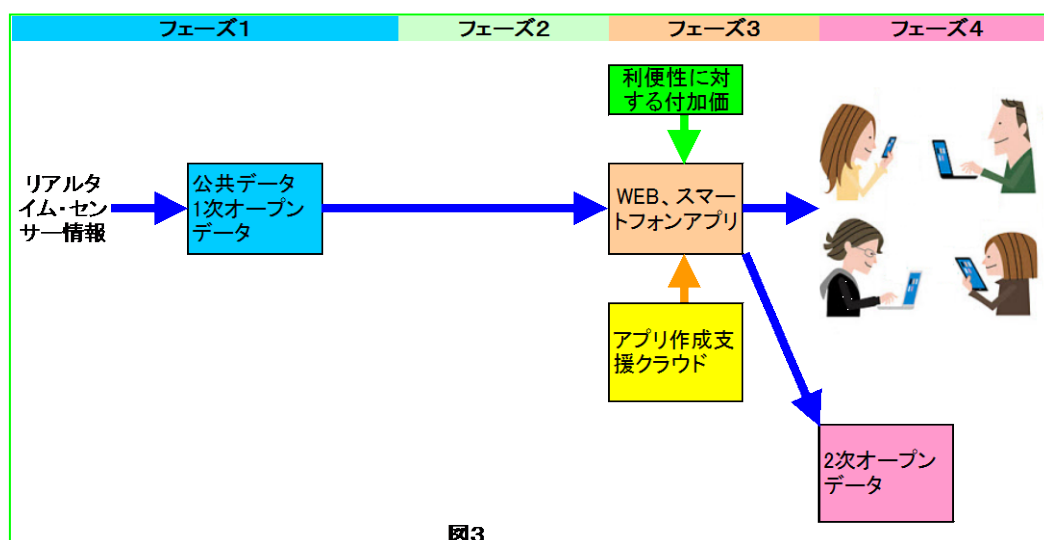 フェーズ1
フェーズ2
フェーズ3
フェーズ4
利便性に対
する付加価
リアルタ
イム・セン
サー情報
公共データ
1次オープン
データ
WEB、スマー
トフォンアプリ
アプリ作成支
援クラウド
2次オープン
データ
図3